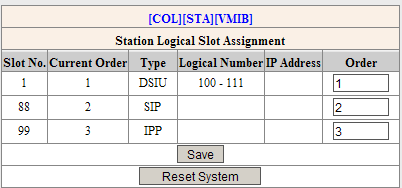 [COL][STA][VMIB]
Station Logical Slot Assignment
Slot No. Current Order Type Logical Number IP Address Order
1 1 DSIU 100 - 111 1
88 2 SIP 2
99 3 IPP 3
Save
Reset System